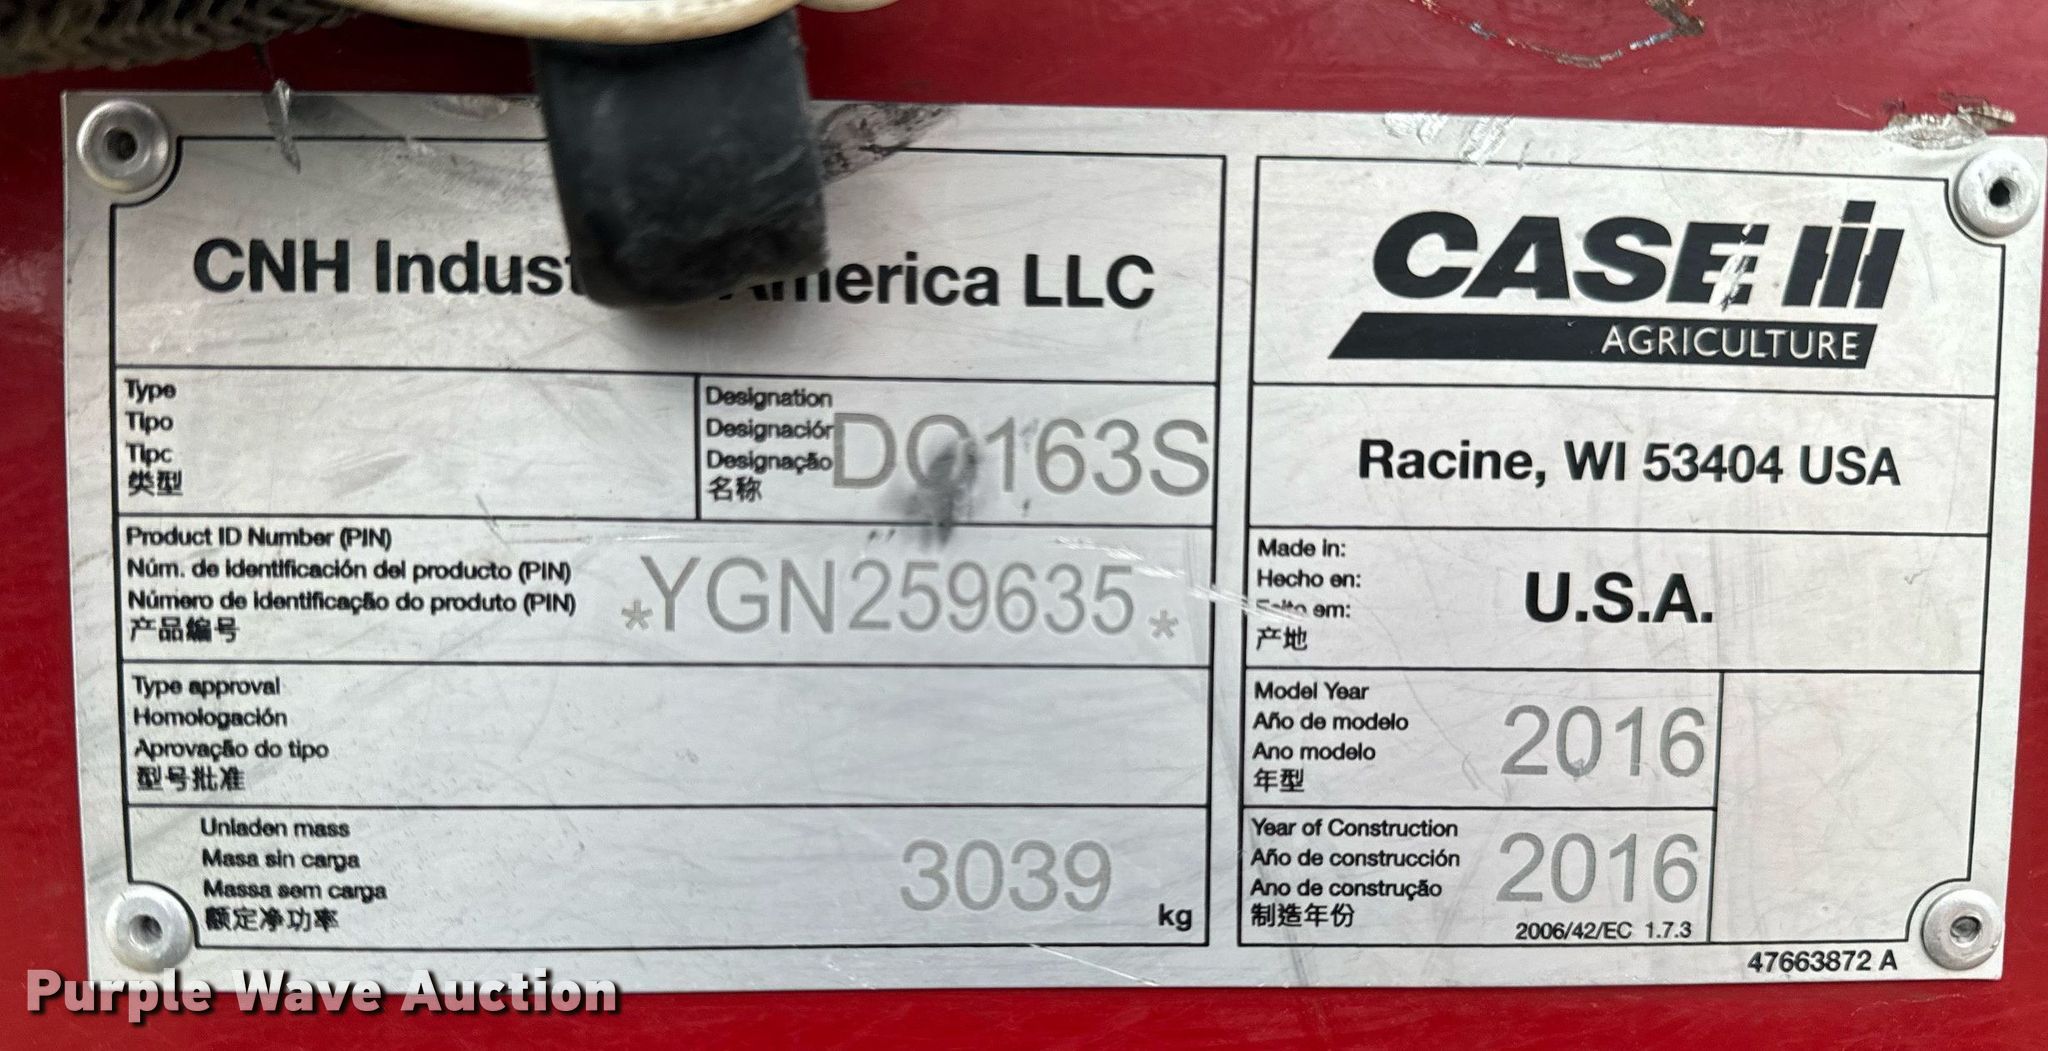 CNH Indust America LLC
Type
Tipo
Tipc
类型
Designation
Designación
Designação
名称
DC163S
Product ID Number (PIN)
Núm. de identificación del producto (PIN)
Número de identificação do produto (PIN)
产品编号
*YGN259635*
Type approval
Homologación
Aprovação do tipo
型号批准
Unladen mass
Masa sin carga
Massa sem carga
额定净功率
3039
kg
CASE IH
AGRICULTURE
Racine, WI 53404 USA
Made in:
Hecho en:
Feito em:
产地
U.S.A.
Model Year
Año de modelo
Ano modelo
年型
2016
Year of Construction
Año de construcción
Ano de construção
制造年份
2016
2006/42/EC 1.7.3
47663872 A
Purple Wave Auction